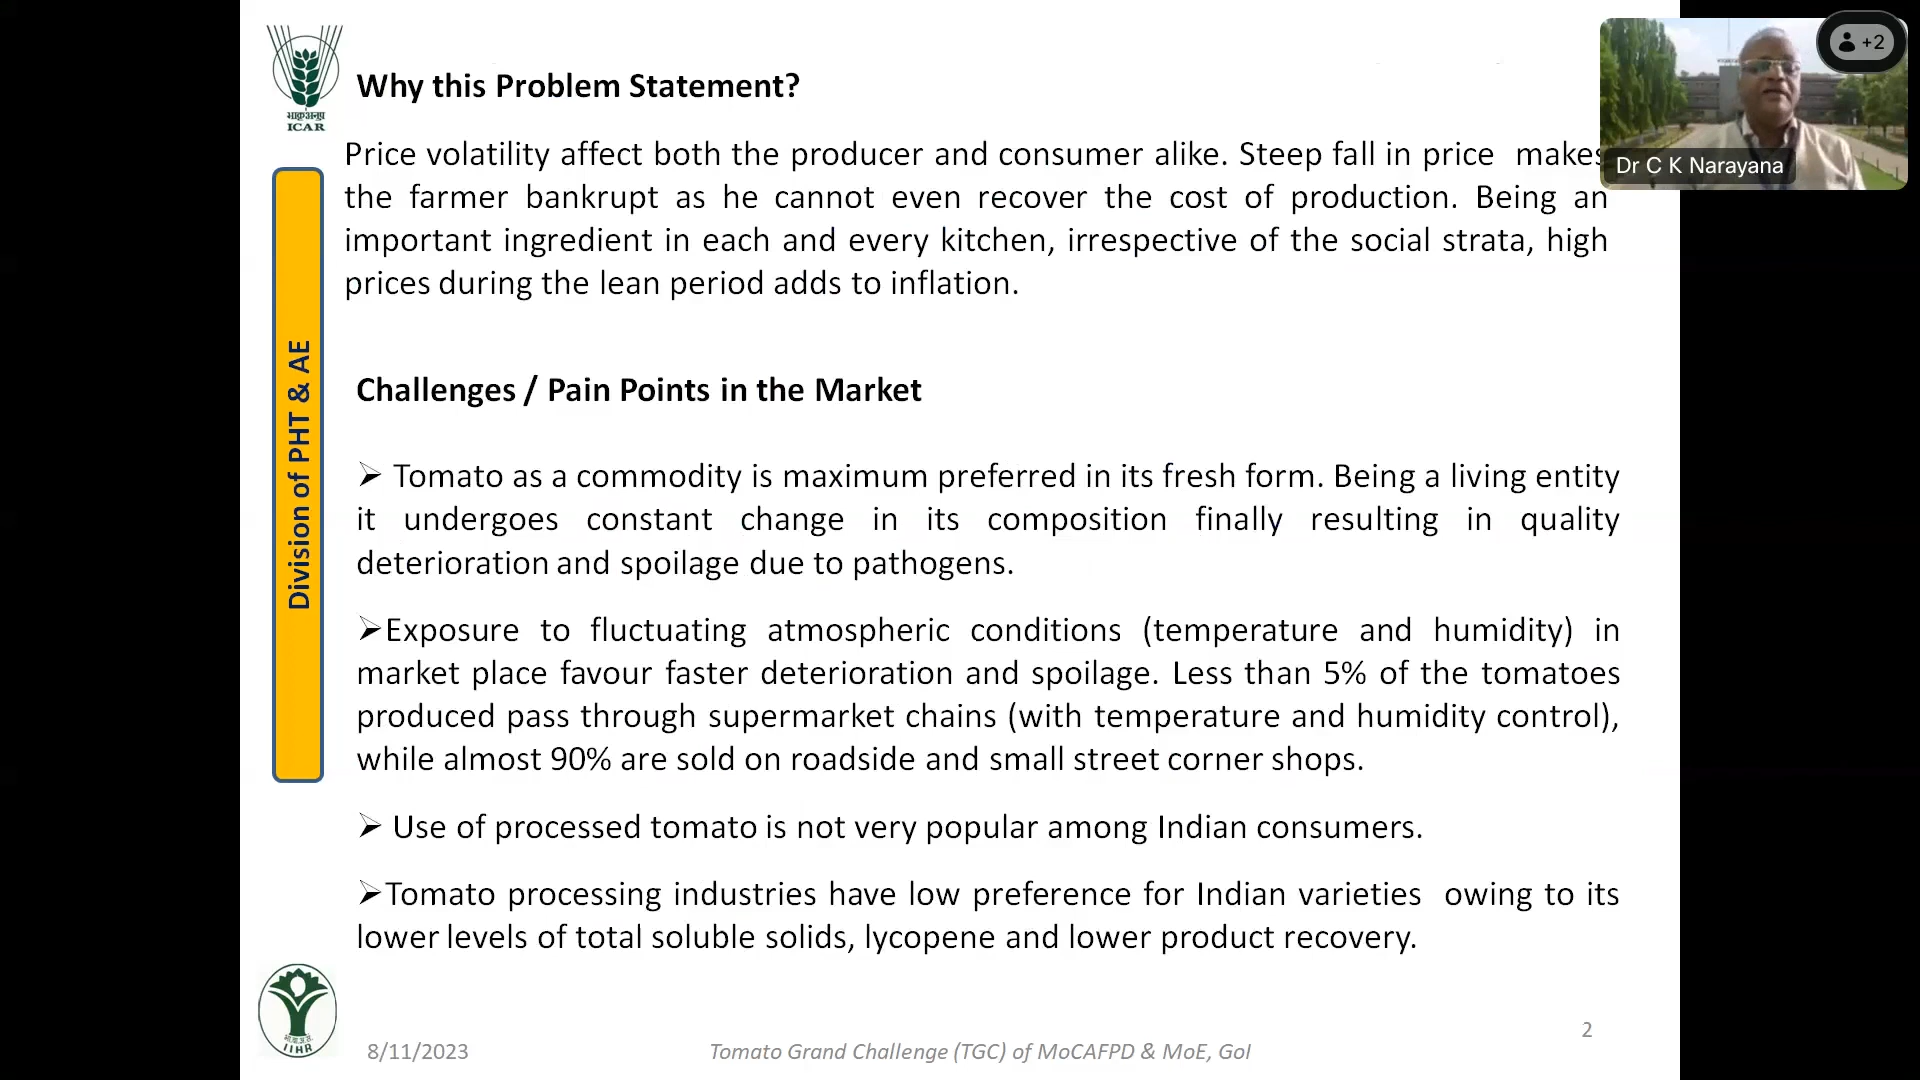 भाकृअनुप
ICAR
Why this Problem Statement?
Price volatility affect both the producer and consumer alike. Steep fall in price makes
the farmer bankrupt as he cannot even recover the cost of production. Being an
important ingredient in each and every kitchen, irrespective of the social strata, high
prices during the lean period adds to inflation.
Division of PHT & AE
Challenges / Pain Points in the Market
➢ Tomato as a commodity is maximum preferred in its fresh form. Being a living entity
it undergoes constant change in its composition finally resulting in quality
deterioration and spoilage due to pathogens.
➢Exposure to fluctuating atmospheric conditions (temperature and humidity) in
market place favour faster deterioration and spoilage. Less than 5% of the tomatoes
produced pass through supermarket chains (with temperature and humidity control),
while almost 90% are sold on roadside and small street corner shops.
➢ Use of processed tomato is not very popular among Indian consumers.
➢Tomato processing industries have low preference for Indian varieties owing to its
lower levels of total soluble solids, lycopene and lower product recovery.
IIHR
8/11/2023
Tomato Grand Challenge (TGC) of MoCAFPD & MoE, GoI
2
+2
Dr C K Narayana